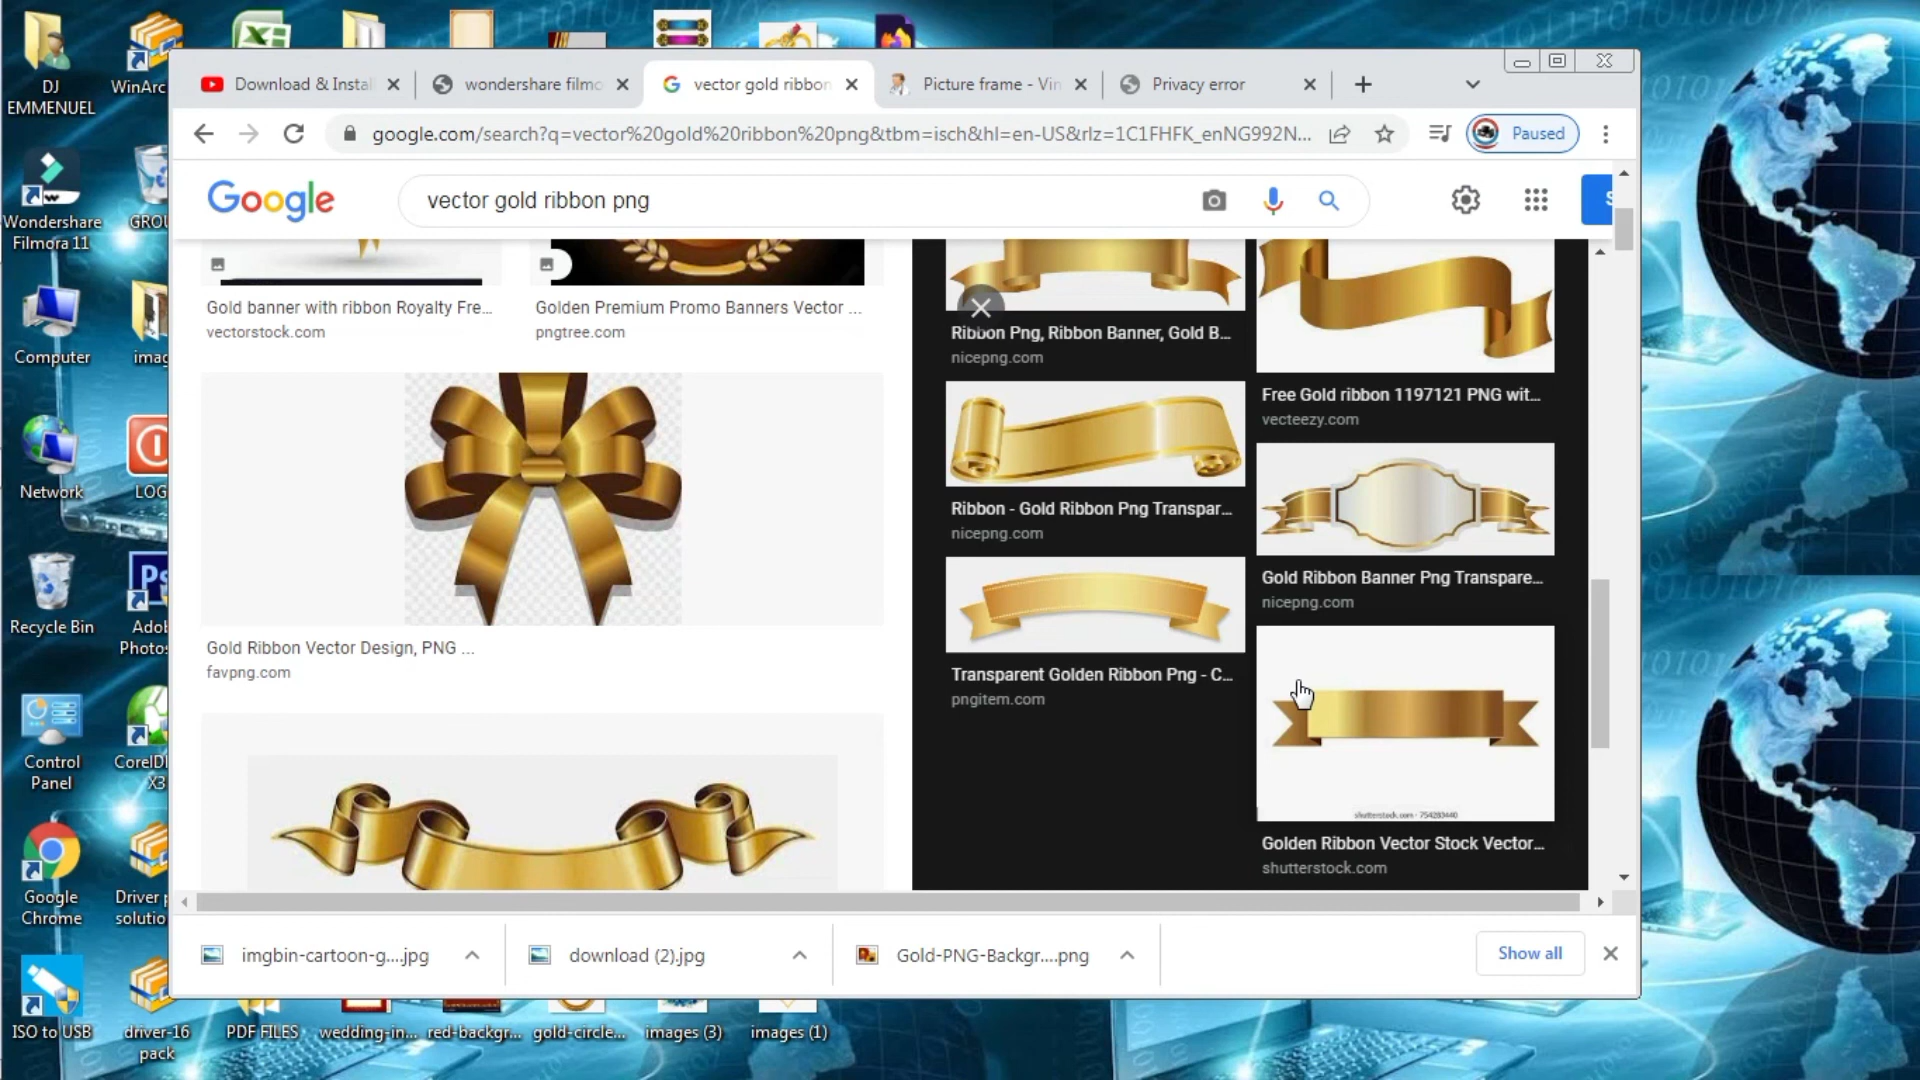 DJ
EMMENUEL
WinArc
Wondershare
Filmora 11
GROU
Computer
imag
Network
LOG
Recycle Bin
Adob
Photos
Control
Panel
CorelDR
X3
Google
Chrome
Driver p
solutio
ISO to USB
driver-16
pack
PDF FILES
wedding-in...
red-backgr...
gold-circle...
images (3)
images (1)
Download & Instal
wondershare filmo
vector gold ribbon
Picture frame - Vin
Privacy error
google.com/search?q=vector%20gold%20ribbon%20png&tbm=isch&hl=en-US&rlz=1C1FHFK_enNG992N...
Paused
Google
vector gold ribbon png
S
Gold banner with ribbon Royalty Fre...
vectorstock.com
Golden Premium Promo Banners Vector ...
pngtree.com
Gold Ribbon Vector Design, PNG ...
favpng.com
Ribbon Png, Ribbon Banner, Gold B...
nicepng.com
Free Gold ribbon 1197121 PNG wit...
vecteezy.com
Ribbon - Gold Ribbon Png Transpar...
nicepng.com
Gold Ribbon Banner Png Transpare...
nicepng.com
Transparent Golden Ribbon Png - C...
pngitem.com
Golden Ribbon Vector Stock Vector...
shutterstock.com
imgbin-cartoon-g....jpg
download (2).jpg
Gold-PNG-Backgr....png
Show all
Ps